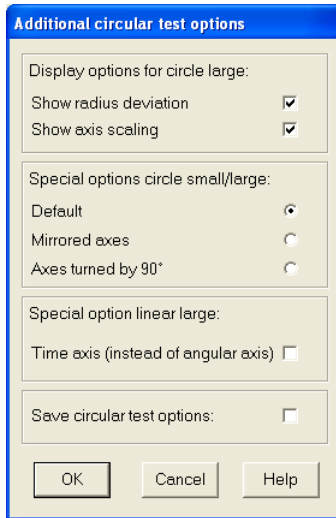 Additional circular test options
Display options for circle large:
Show radius deviation
Show axis scaling
Special options circle small/large:
Default
Mirrored axes
Axes turned by 90°
Special option linear large:
Time axis (instead of angular axis)
Save circular test options:
OK Cancel Help